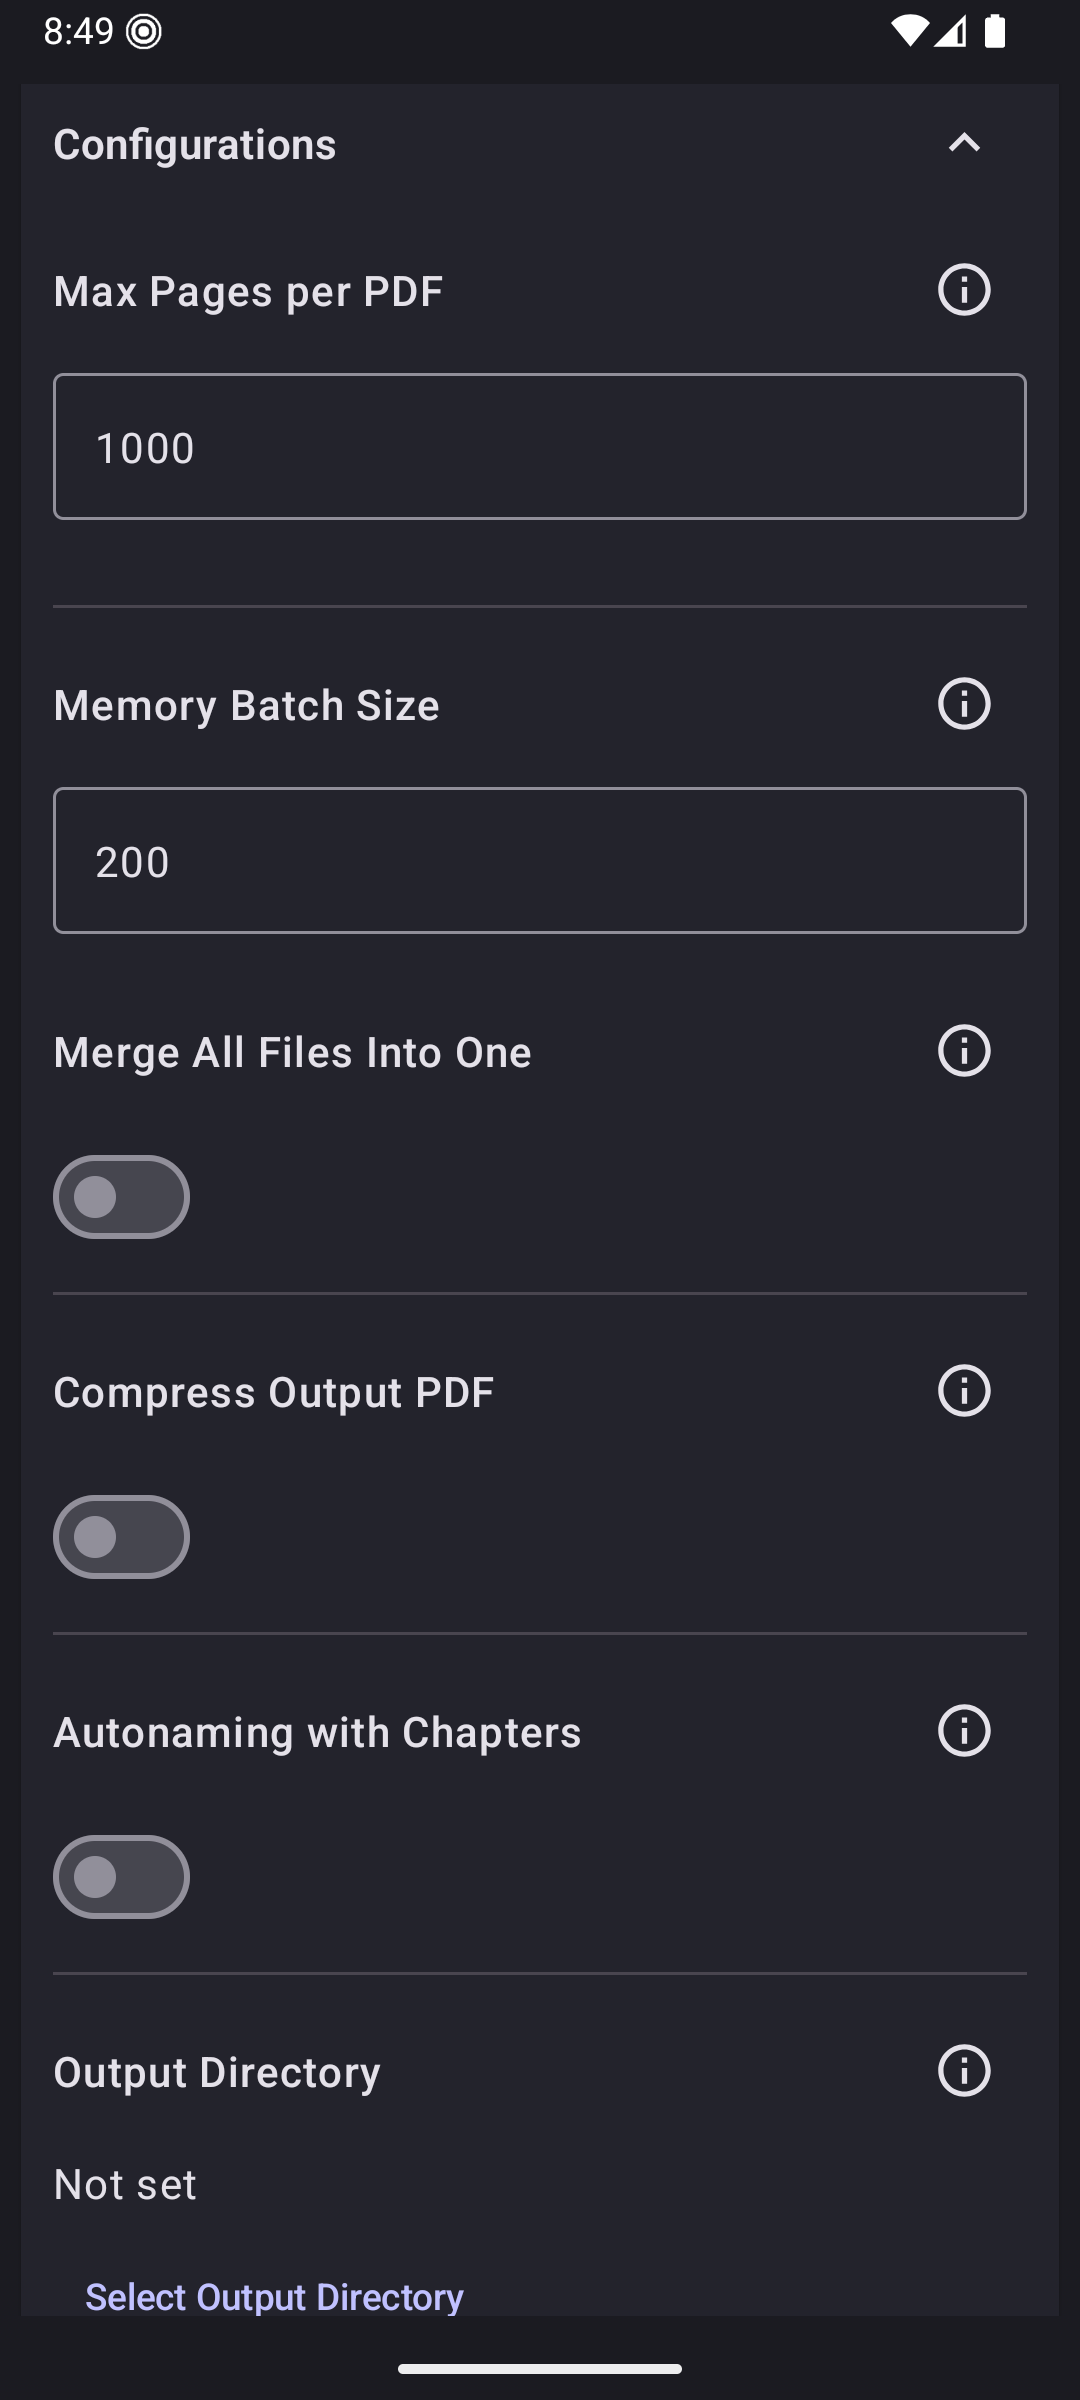 8:49
Configurations
Max Pages per PDF
1000
Memory Batch Size
200
Merge All Files Into One
Compress Output PDF
Autonaming with Chapters
Output Directory
Not set
Select Output Directory